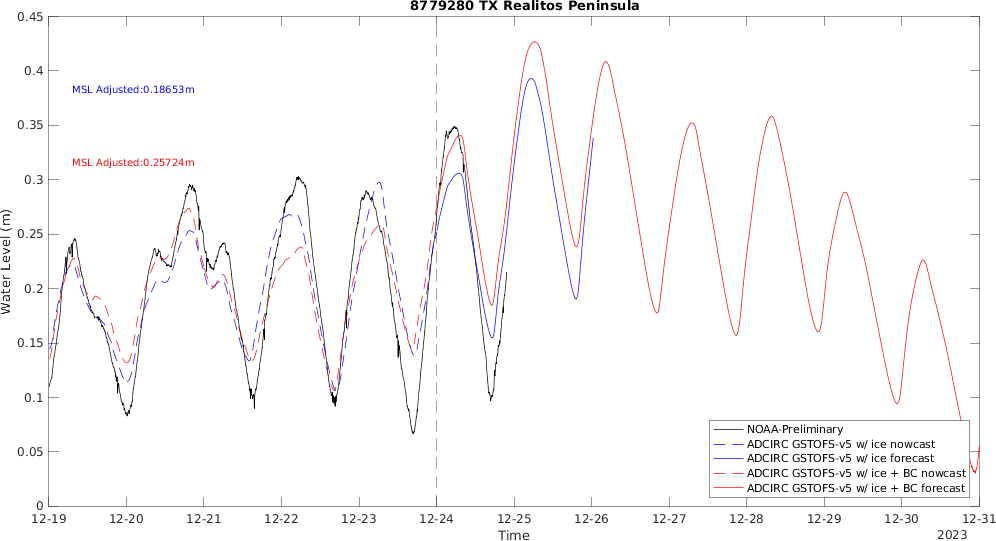 8779280 TX Realitos Peninsula
0.45
0.4
0.35
0.3
0.25
0.2
0.15
0.1
0.05
0
Water Level (m)
MSL Adjusted:0.18653m
MSL Adjusted:0.25724m
NOAA-Preliminary
ADCIRC GSTOFS-v5 w/ ice nowcast
ADCIRC GSTOFS-v5 w/ ice forecast
ADCIRC GSTOFS-v5 w/ ice + BC nowcast
ADCIRC GSTOFS-v5 w/ ice + BC forecast
12-19 12-20 12-21 12-22 12-23 12-24 12-25 12-26 12-27 12-28 12-29 12-30 12-31
Time
2023